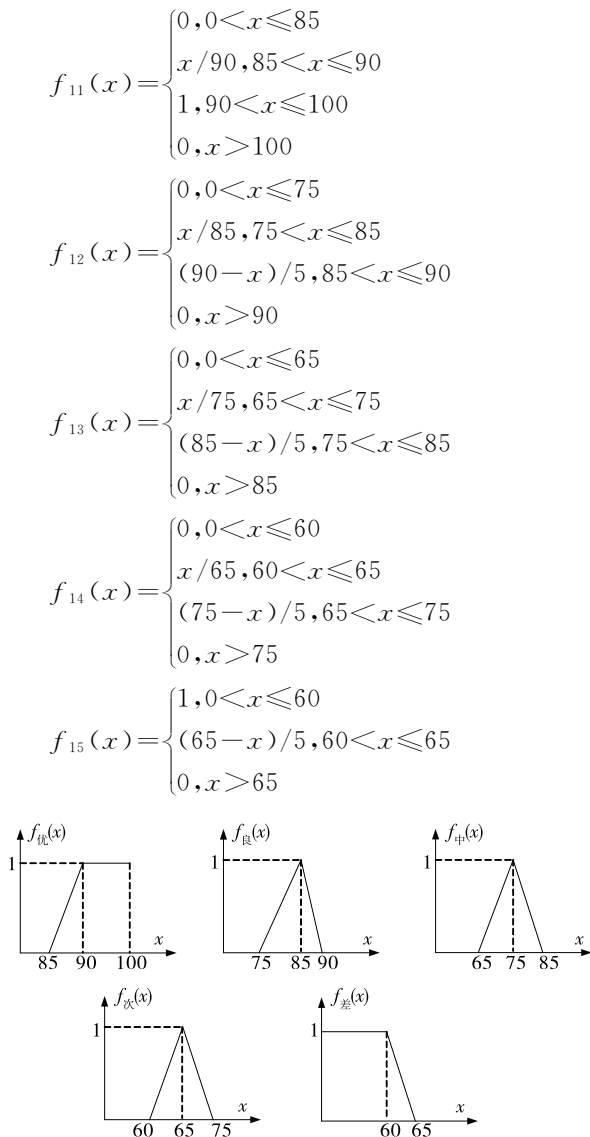 0,0<x≤85
x/90,85<x≤90
f₁₁(x)=
1,90<x≤100
0,x>100
0,0<x≤75
x/85,75<x≤85
f₁₂(x)=
(90-x)/5,85<x≤90
0,x>90
0,0<x≤65
x/75,65<x≤75
f₁₃(x)=
(85-x)/5,75<x≤85
0,x>85
0,0<x≤60
x/65,60<x≤65
f₁₄(x)=
(75-x)/5,65<x≤75
0,x>75
1,0<x≤60
f₁₅(x)=
(65-x)/5,60<x≤65
0,x>65
f优(x)
1
x
85 90 100
f良(x)
1
x
75 85 90
f中(x)
1
x
65 75 85
f次(x)
1
x
60 65 75
f差(x)
1
x
60 65